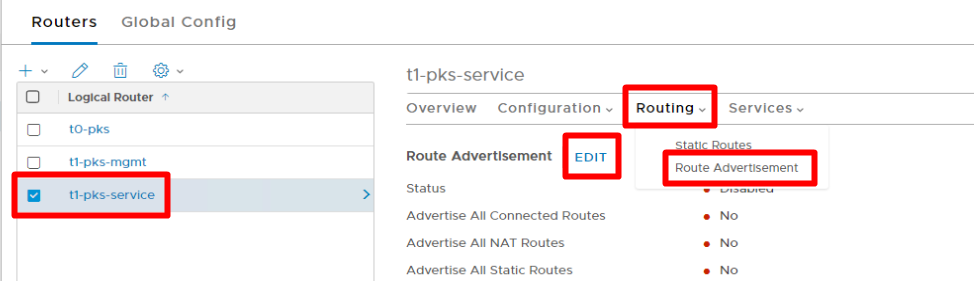 Routers Global Config
Logical Router ↑
t0-pks
t1-pks-mgmt
t1-pks-service
t1-pks-service
Overview Configuration Routing Services
Static Routes
Route Advertisement
Route Advertisement EDIT
Status Disabled
Advertise All Connected Routes No
Advertise All NAT Routes No
Advertise All Static Routes No